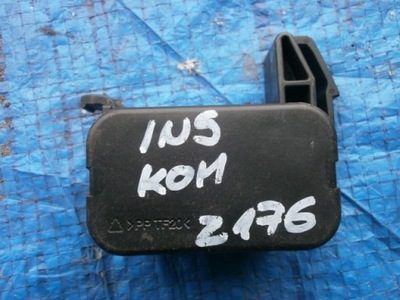 INS
KOM
2176
>PP TF20<